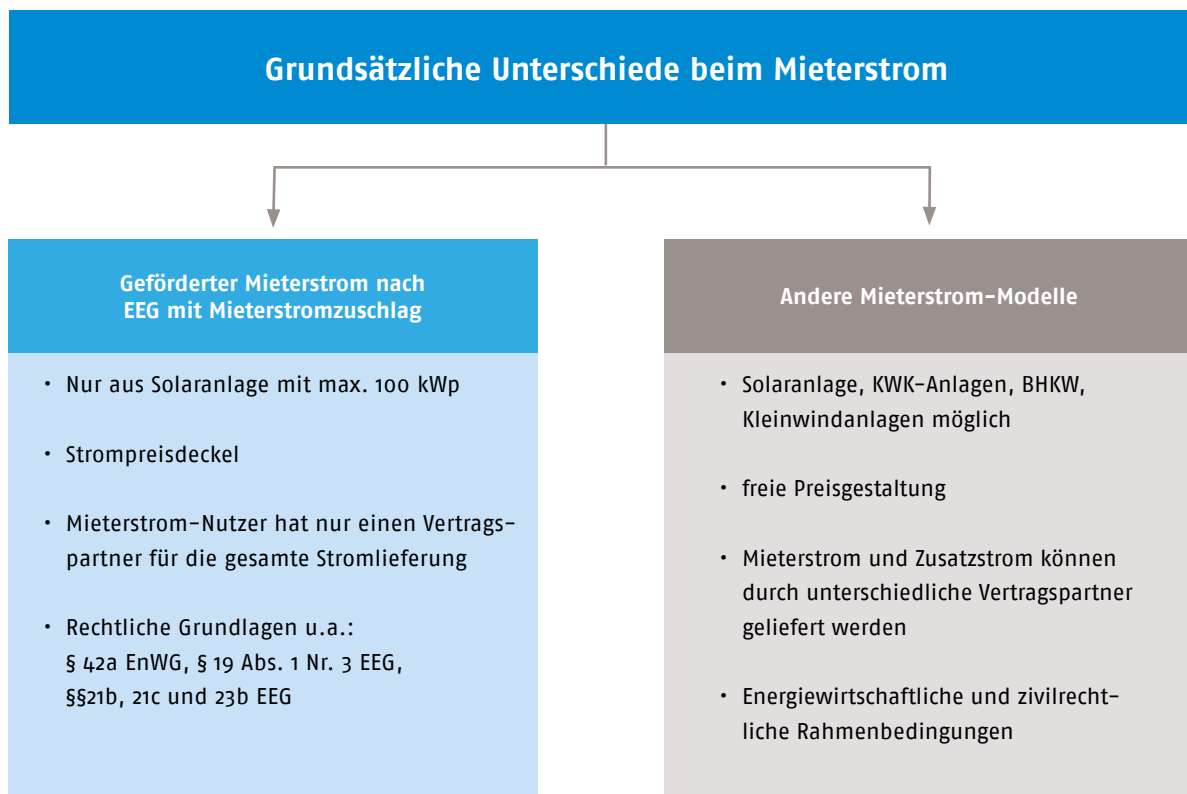 Grundsätzliche Unterschiede beim Mieterstrom
Geförderter Mieterstrom nach
EEG mit Mieterstromzuschlag
• Nur aus Solaranlage mit max. 100 kWp
• Strompreisdeckel
• Mieterstrom-Nutzer hat nur einen Vertrags-
partner für die gesamte Stromlieferung
• Rechtliche Grundlagen u.a.:
§ 42a EnWG, § 19 Abs. 1 Nr. 3 EEG,
§§21b, 21c und 23b EEG
Andere Mieterstrom-Modelle
• Solaranlage, KWK-Anlagen, BHKW,
Kleinwindanlagen möglich
• freie Preisgestaltung
• Mieterstrom und Zusatzstrom können
durch unterschiedliche Vertragspartner
geliefert werden
• Energiewirtschaftliche und zivilrecht-
liche Rahmenbedingungen